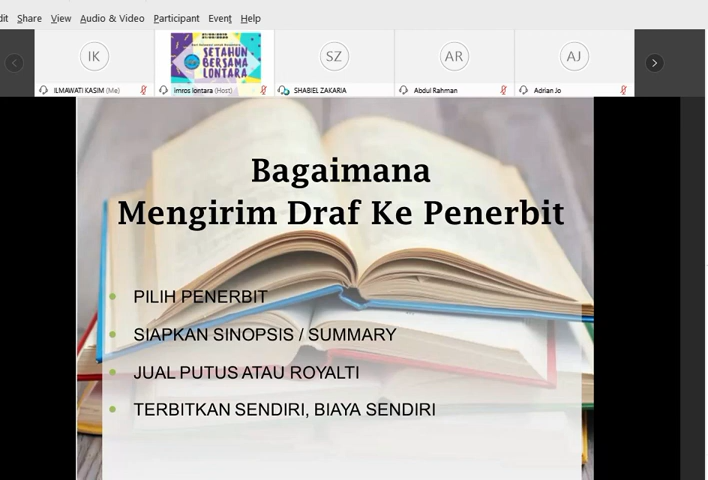 dit Share View Audio & Video Participant Event Help
IK
SETAHUN
BERSAMA
LONTARA
SZ
AR
AJ
ILMAWATI KASIM (Me)
imros lontara (Host)
SHABIEL ZAKARIA
Abdul Rahman
Adrian Jo
Bagaimana
Mengirim Draf Ke Penerbit
PILIH PENERBIT
SIAPKAN SINOPSIS / SUMMARY
JUAL PUTUS ATAU ROYALTI
TERBITKAN SENDIRI, BIAYA SENDIRI